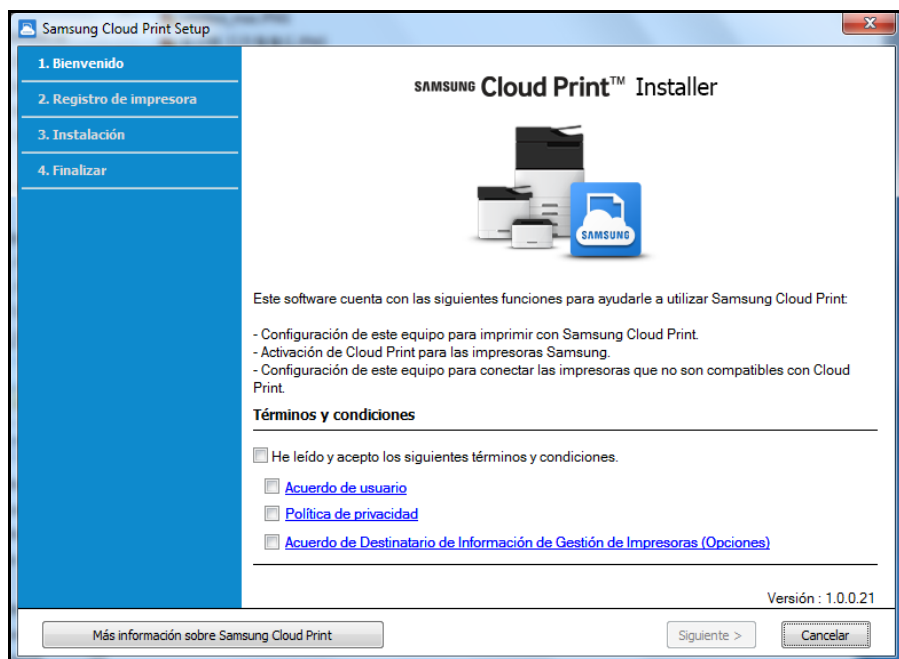 Samsung Cloud Print Setup
1. Bienvenido
2. Registro de impresora
3. Instalación
4. Finalizar
SAMSUNG Cloud Print™ Installer
SAMSUNG
Este software cuenta con las siguientes funciones para ayudarle a utilizar Samsung Cloud Print:
- Configuración de este equipo para imprimir con Samsung Cloud Print.
- Activación de Cloud Print para las impresoras Samsung.
- Configuración de este equipo para conectar las impresoras que no son compatibles con Cloud
Print.
Términos y condiciones
He leído y acepto los siguientes términos y condiciones.
Acuerdo de usuario
Política de privacidad
Acuerdo de Destinatario de Información de Gestión de Impresoras (Opciones)
Versión : 1.0.0.21
Más información sobre Samsung Cloud Print
Siguiente >
Cancelar